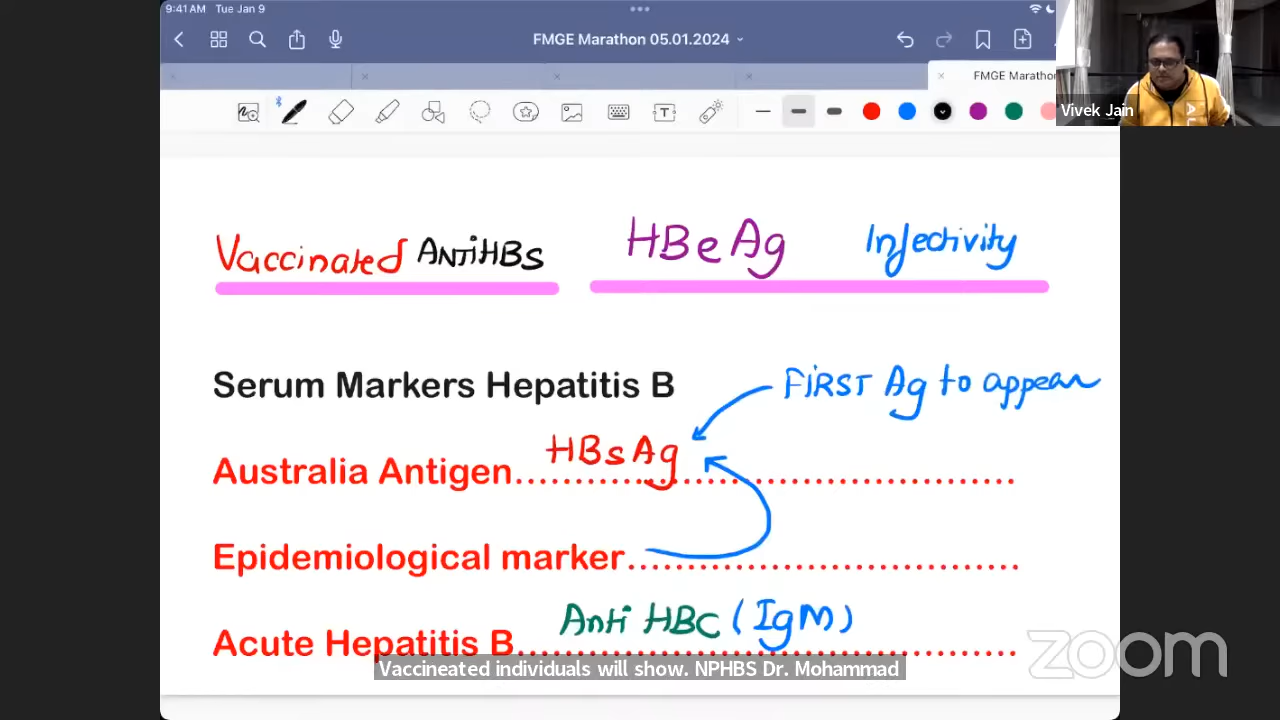 9:41 AM Tue Jan 9
FMGE Marathon 05.01.2024
FMGE Maratho
Vivek Jain
Vaccinated AntiHBs
HBeAg Infectivity
Serum Markers Hepatitis B
FIRST Ag to appear
Australia Antigen.......... HBsAg
Epidemiological marker..........
Acute Hepatitis B.......... Anti HBC (IgM)
Vaccineated individuals will show. NPHBS Dr. Mohammad
zoom